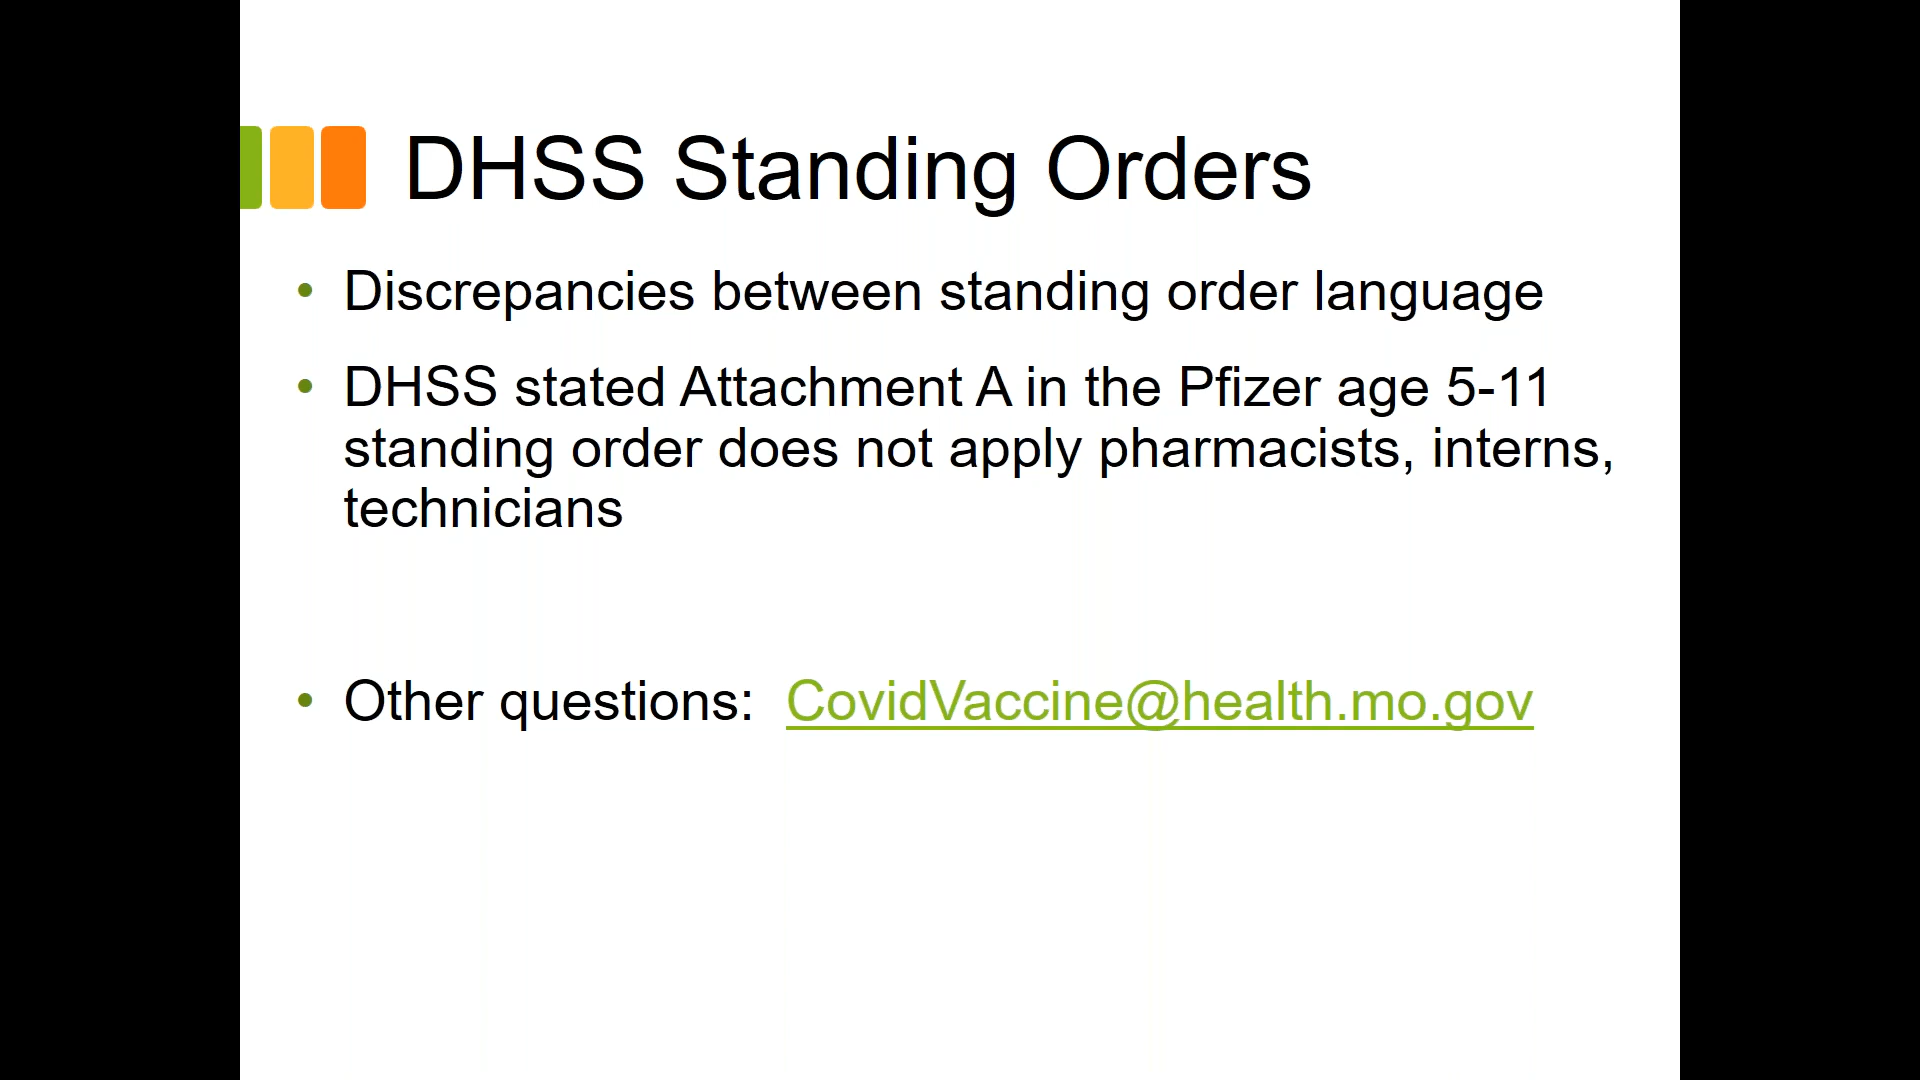 DHSS Standing Orders
• Discrepancies between standing order language
• DHSS stated Attachment A in the Pfizer age 5-11
standing order does not apply pharmacists, interns,
technicians
• Other questions:  CovidVaccine@health.mo.gov